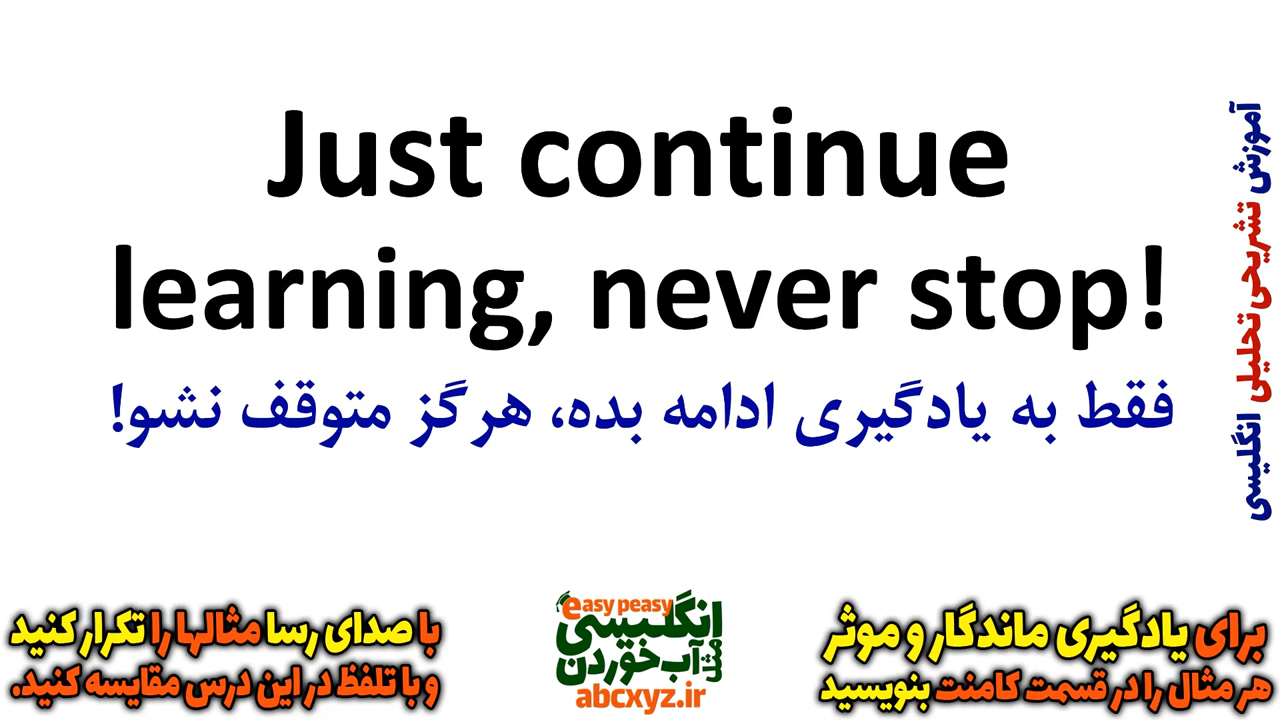 Just continue
learning, never stop!
فقط به یادگیری ادامه بده، هرگز متوقف نشو!
آموزش تشریحی تحلیلی انگلیسی
با صدای رسا مثالها را تکرار کنید
و با تلفظ در این درس مقایسه کنید.
easy peasy
انگلیسی
مثل آب خوردن
abcxyz.ir
برای یادگیری ماندگار و موثر
هر مثال را در قسمت کامنت بنویسید